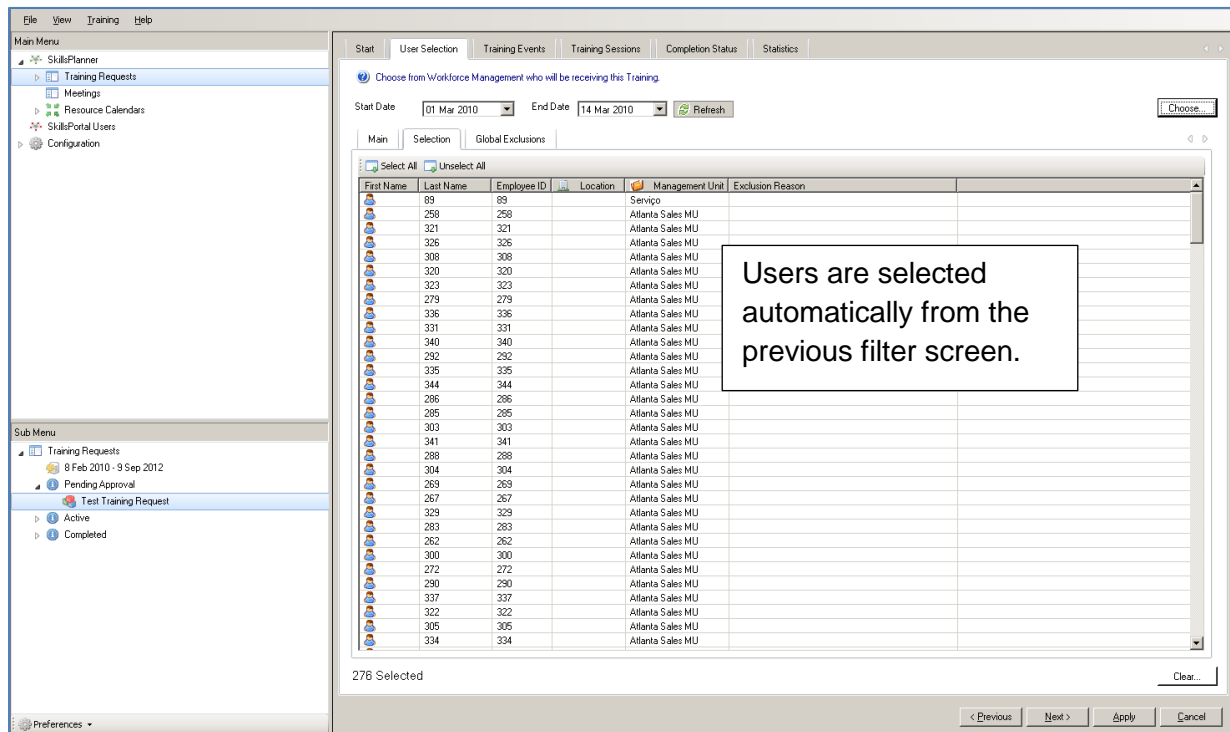 File View Training Help
Main Menu
SkillsPlanner
Training Requests
Meetings
Resource Calendars
SkillsPortal Users
Configuration
Sub Menu
Training Requests
8 Feb 2010 - 9 Sep 2012
Pending Approval
Test Training Request
Active
Completed
Preferences
Start User Selection Training Events Training Sessions Completion Status Statistics
Choose from Workforce Management who will be receiving this Training.
Start Date 01 Mar 2010 End Date 14 Mar 2010 Refresh Choose...
Main Selection Global Exclusions
Select All Unselect All
First Name Last Name Employee ID Location Management Unit Exclusion Reason
89 89 Serviço
258 258 Atlanta Sales MU
321 321 Atlanta Sales MU
326 326 Atlanta Sales MU
308 308 Atlanta Sales MU
320 320 Atlanta Sales MU
323 323 Atlanta Sales MU
279 279 Atlanta Sales MU
336 336 Atlanta Sales MU
331 331 Atlanta Sales MU
340 340 Atlanta Sales MU
292 292 Atlanta Sales MU
335 335 Atlanta Sales MU
344 344 Atlanta Sales MU
286 286 Atlanta Sales MU
285 285 Atlanta Sales MU
303 303 Atlanta Sales MU
341 341 Atlanta Sales MU
288 288 Atlanta Sales MU
304 304 Atlanta Sales MU
269 269 Atlanta Sales MU
267 267 Atlanta Sales MU
329 329 Atlanta Sales MU
283 283 Atlanta Sales MU
262 262 Atlanta Sales MU
300 300 Atlanta Sales MU
272 272 Atlanta Sales MU
290 290 Atlanta Sales MU
337 337 Atlanta Sales MU
322 322 Atlanta Sales MU
305 305 Atlanta Sales MU
334 334 Atlanta Sales MU
Users are selected
automatically from the
previous filter screen.
276 Selected Clear...
< Previous Next > Apply Cancel